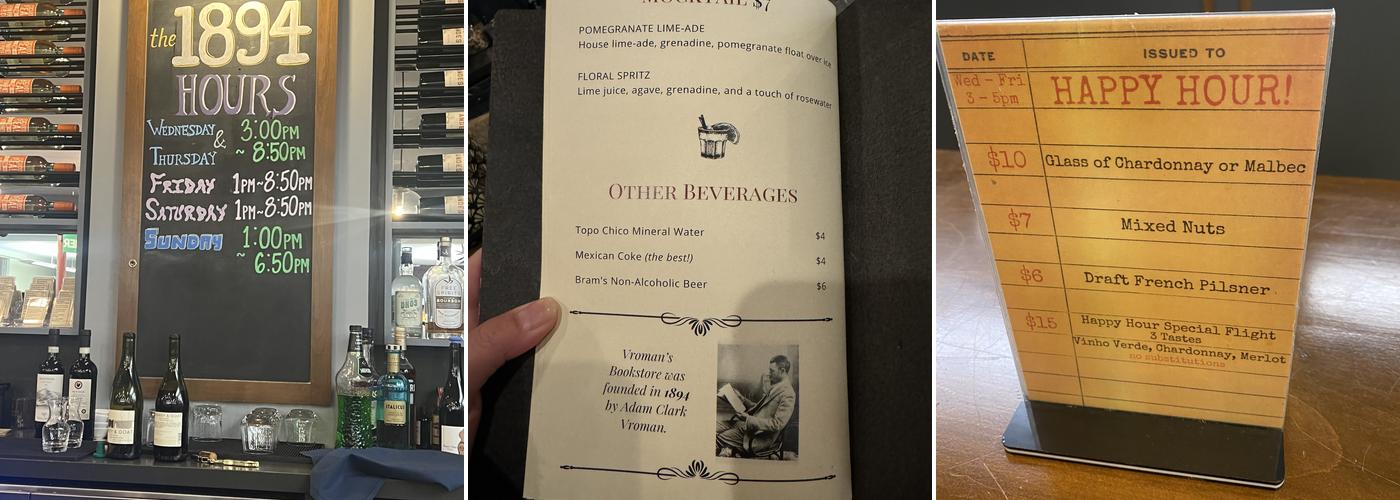 the 1894
HOURS
WEDNESDAY & THURSDAY 3:00PM ~ 8:50PM
FRIDAY 1PM~8:50PM
SATURDAY 1PM~8:50PM
SUNDAY 1:00PM ~ 6:50PM
MOCKTAIL $7
POMEGRANATE LIME-ADE
House lime-ade, grenadine, pomegranate float over ice
FLORAL SPRITZ
Lime juice, agave, grenadine, and a touch of rosewater
OTHER BEVERAGES
Topo Chico Mineral Water $4
Mexican Coke (the best!) $4
Bram's Non-Alcoholic Beer $6
Vroman's
Bookstore was
founded in 1894
by Adam Clark
Vroman.
DATE ISSUED TO
Wed - Fri
3 - 5pm
HAPPY HOUR!
$10 Glass of Chardonnay or Malbec
$7 Mixed Nuts
$6 Draft French Pilsner
$15 Happy Hour Special Flight
3 Tastes
Vinho Verde, Chardonnay, Merlot
no substitutions